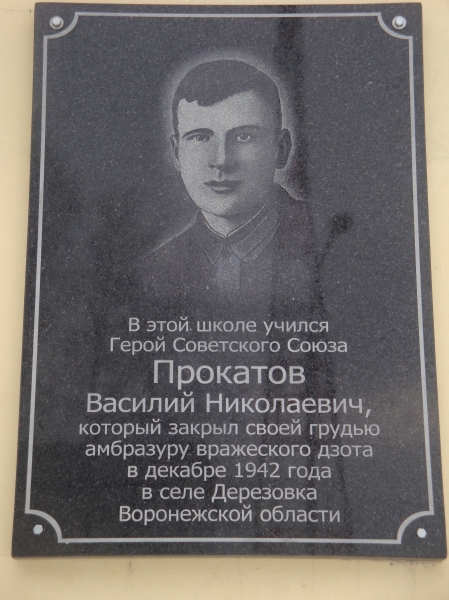 В этой школе учился
Герой Советского Союза
Прокатов
Василий Николаевич,
который закрыл своей грудью
амбразуру вражеского дзота
в декабре 1942 года
в селе Дерезовка
Воронежской области